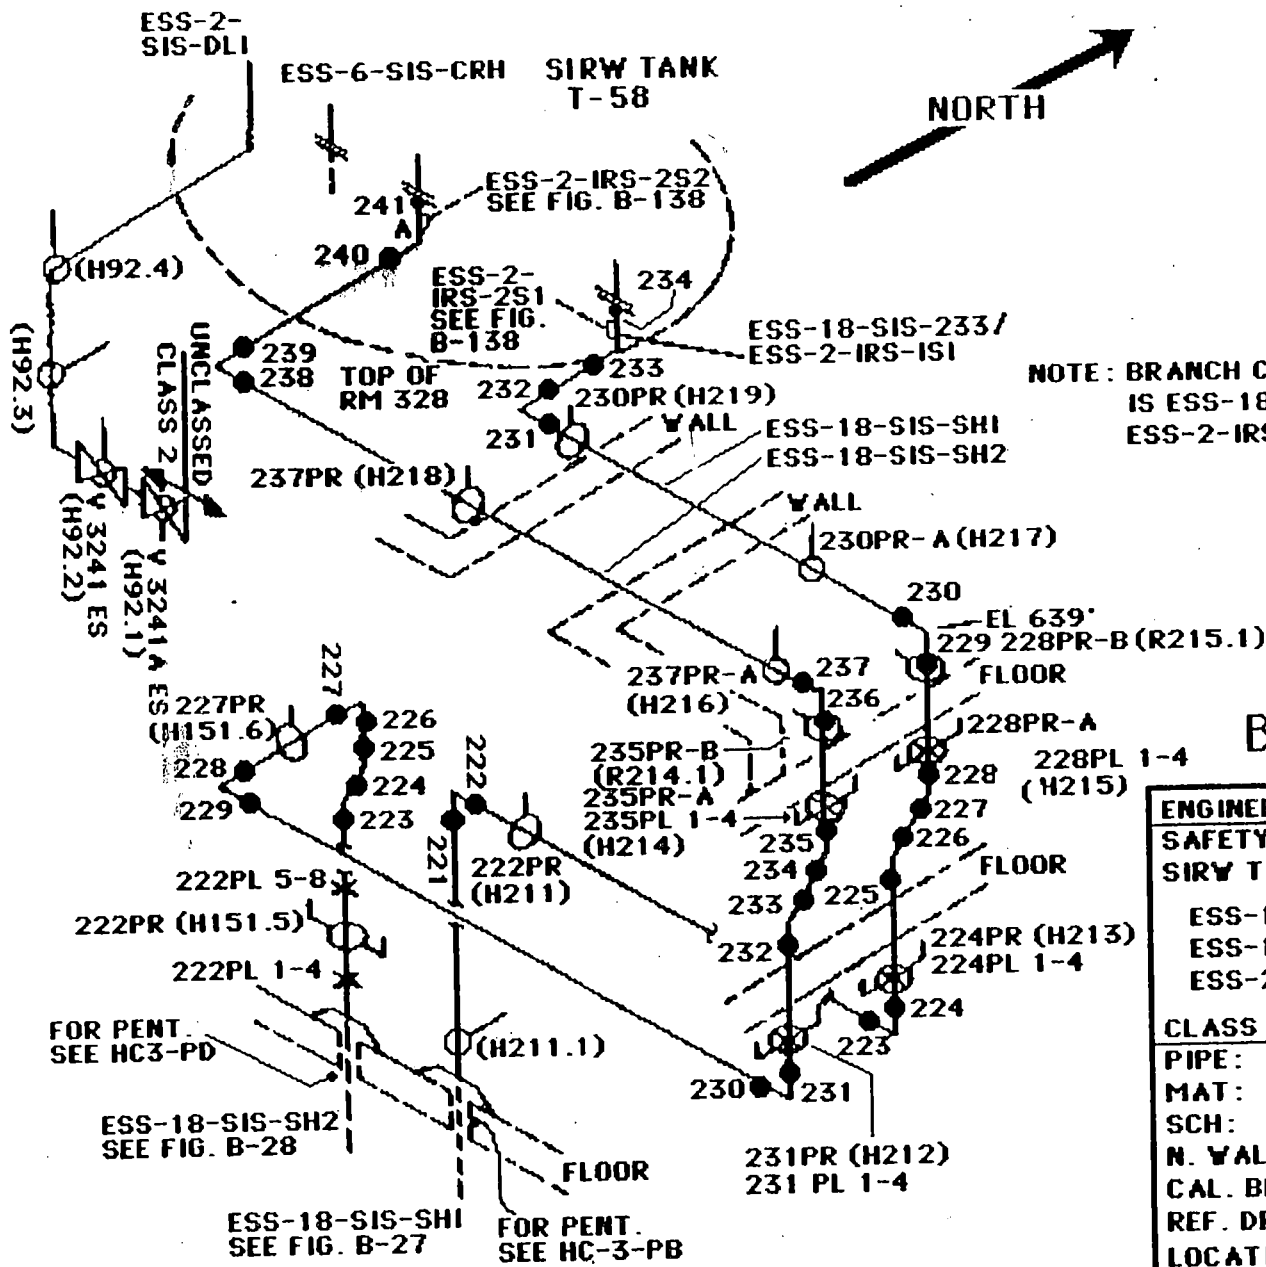 ESS-2-
SIS-DL1
ESS-6-SIS-CRH
SIRW TANK
T-58
NORTH
241
A
240
ESS-2-IRS-2S2
SEE FIG. B-138
(H92.4)
ESS-2-
IRS-2S1
SEE FIG.
B-138
234
ESS-18-SIS-233/
ESS-2-IRS-ISI
(H92.3)
UNCLASSED
CLASS 2
239
238
TOP OF
RM 328
233
232
230PR (H219)
231
WALL
NOTE: BRANCH C
IS ESS-18
ESS-2-IRS
ESS-18-SIS-SH1
ESS-18-SIS-SH2
237PR (H218)
WALL
V 3241 ES
(H92.2)
V 3241A ES
(H92.1)
230PR-A (H217)
230
EL 639'
229
228PR-B (R215.1)
FLOOR
237PR-A
(H216)
237
236
227
227PR
(H151.6)
226
225
224
223
228
229
222
221
235PR-B
(R214.1)
235PR-A
235PL 1-4
(H214)
228PR-A
228PL 1-4
(H215)
228
227
226
225
235
234
233
232
B
222PR
(H211)
FLOOR
222PL 5-8
222PR (H151.5)
222PL 1-4
224PR (H213)
224PL 1-4
224
223
FOR PENT.
SEE HC3-PD
(H211.1)
230
231
ESS-18-SIS-SH2
SEE FIG. B-28
FLOOR
231PR (H212)
231 PL 1-4
ESS-18-SIS-SH1
SEE FIG. B-27
FOR PENT.
SEE HC-3-PB
ENGINE
SAFETY
SIRW T
ESS-1
ESS-1
ESS-2
CLASS
PIPE:
MAT:
SCH:
N. WAL
CAL. BL
REF. DR
LOCATI